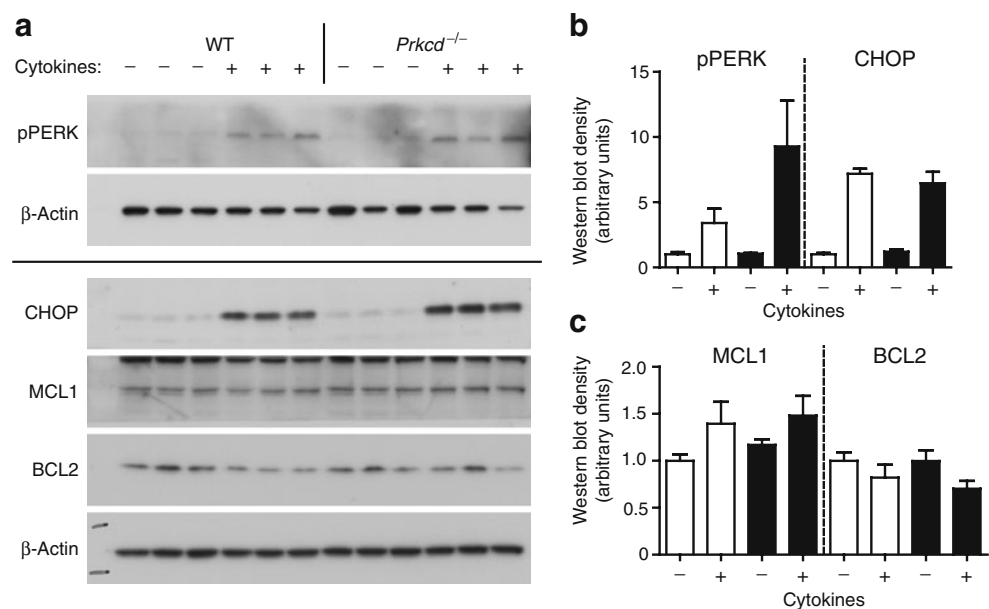 a
WT
Prkcd−/−
Cytokines: − − − + + + − − − + + +
pPERK
β-Actin
CHOP
MCL1
BCL2
β-Actin
b
pPERK
CHOP
Western blot density
(arbitrary units)
15
10
5
0
− + − + − + − +
Cytokines
c
MCL1
BCL2
Western blot density
(arbitrary units)
2.0
1.5
1.0
0.5
0
− + − + − + − +
Cytokines